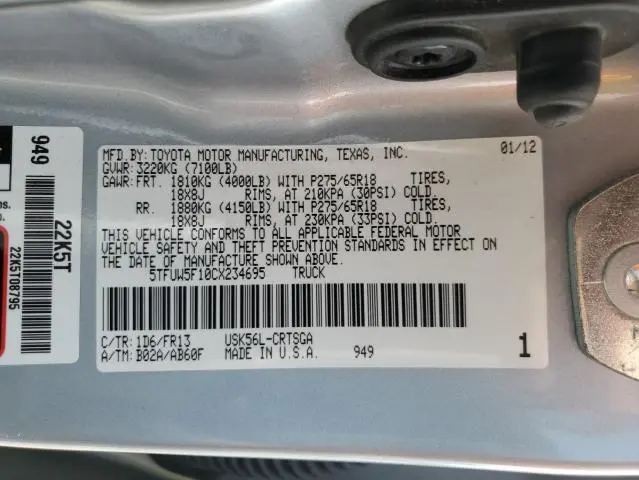 MFD.BY:TOYOTA MOTOR MANUFACTURING, TEXAS, INC. 01/12
GVWR:3220KG (7100LB)
GAWR:FRT. 1810KG (4000LB) WITH P275/65R18 TIRES,
18X8J RIMS, AT 210KPA (30PSI) COLD
RR. 1880KG (4150LB) WITH P275/65R18 TIRES,
18X8J RIMS, AT 230KPA (33PSI) COLD.
THIS VEHICLE CONFORMS TO ALL APPLICABLE FEDERAL MOTOR
VEHICLE SAFETY AND THEFT PREVENTION STANDARDS IN EFFECT ON
THE DATE OF MANUFACTURE SHOWN ABOVE.
5TFUW5F10CX234695 TRUCK
C/TR:1D6/FR13 USK56L-CRTSGA
A/TM:B02A/AB60F MADE IN U.S.A. 949 1
949
22K5T
22K5T08795